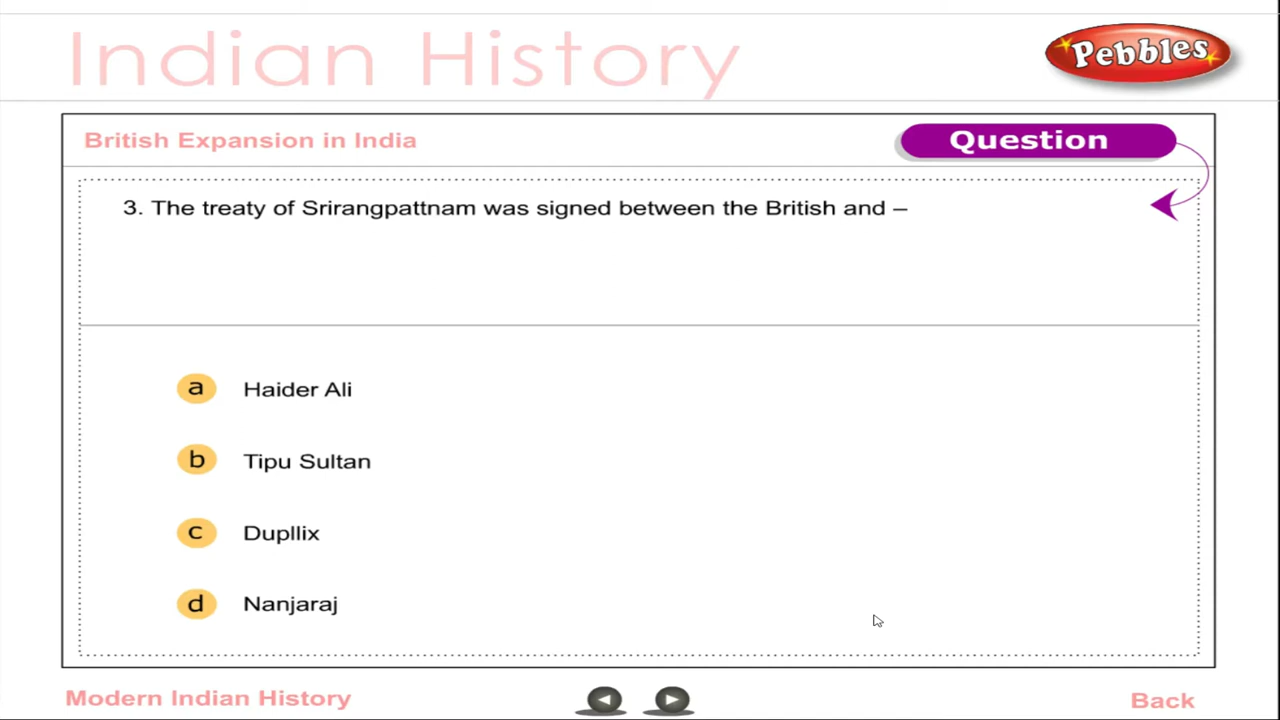 Indian History
Pebbles
British Expansion in India
Question
3. The treaty of Srirangpattnam was signed between the British and –
a Haider Ali
b Tipu Sultan
c Dupllix
d Nanjaraj
Modern Indian History
Back